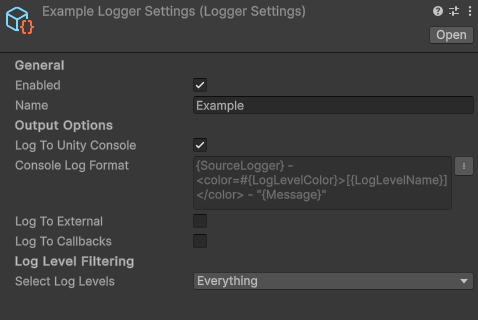 Example Logger Settings (Logger Settings)
Open
General
Enabled
Name Example
Output Options
Log To Unity Console
Console Log Format {SourceLogger} -
<color=#{LogLevelColor}>[{LogLevelName}]
</color> - "{Message}"
Log To External
Log To Callbacks
Log Level Filtering
Select Log Levels Everything